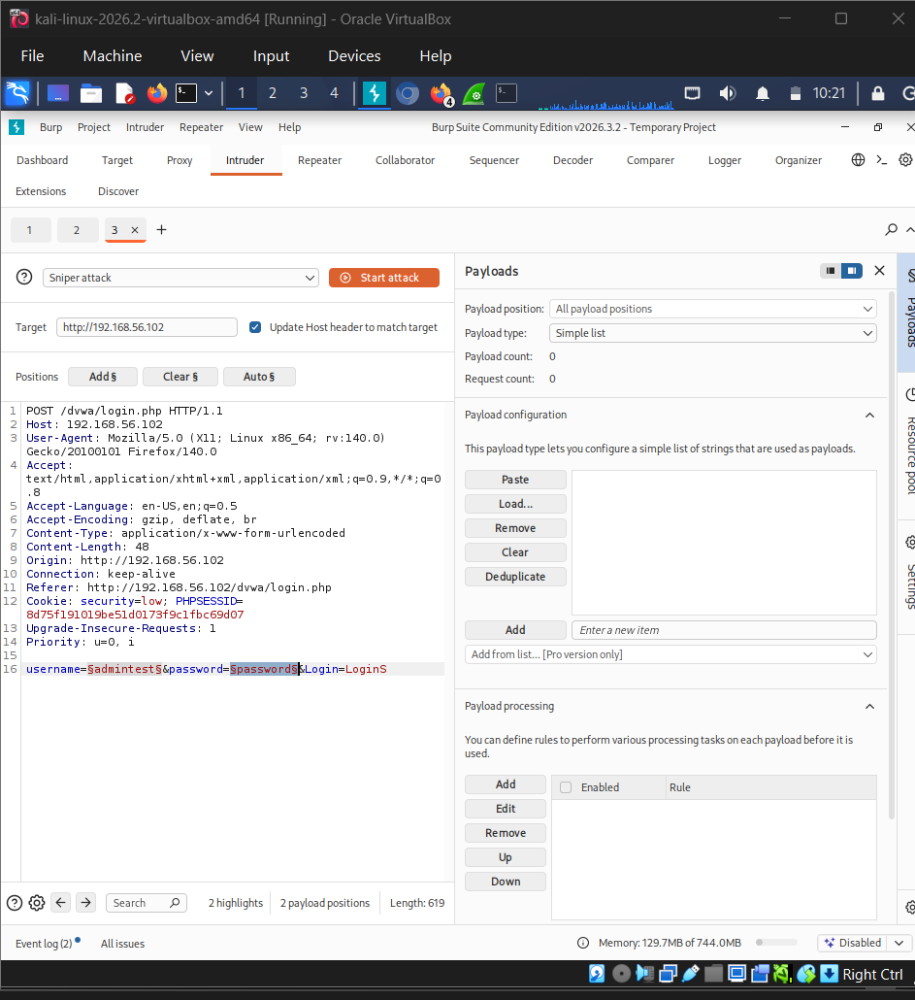 kali-linux-2026.2-virtualbox-amd64 [Running] - Oracle VirtualBox
File Machine View Input Devices Help
1 2 3 4 4 10:21
Burp Project Intruder Repeater View Help Burp Suite Community Edition v2026.3.2 - Temporary Project
Dashboard Target Proxy Intruder Repeater Collaborator Sequencer Decoder Comparer Logger Organizer
Extensions Discover
1 2 3 × +
Sniper attack Start attack
Target http://192.168.56.102 Update Host header to match target
Positions Add § Clear § Auto §
1 POST /dvwa/login.php HTTP/1.1
2 Host: 192.168.56.102
3 User-Agent: Mozilla/5.0 (X11; Linux x86_64; rv:140.0)
Gecko/20100101 Firefox/140.0
4 Accept:
text/html,application/xhtml+xml,application/xml;q=0.9,*/*;q=0
.8
5 Accept-Language: en-US,en;q=0.5
6 Accept-Encoding: gzip, deflate, br
7 Content-Type: application/x-www-form-urlencoded
8 Content-Length: 48
9 Origin: http://192.168.56.102
10 Connection: keep-alive
11 Referer: http://192.168.56.102/dvwa/login.php
12 Cookie: security=low; PHPSESSID=
8d75f191019be51d0173f9c1fbc69d07
13 Upgrade-Insecure-Requests: 1
14 Priority: u=0, i
15
16 username=§admintest§&password=§password§&Login=LoginS
Search 2 highlights 2 payload positions Length: 619
Payloads
Payload position: All payload positions
Payload type: Simple list
Payload count: 0
Request count: 0
Payload configuration
This payload type lets you configure a simple list of strings that are used as payloads.
Paste
Load...
Remove
Clear
Deduplicate
Add Enter a new item
Add from list... [Pro version only]
Payload processing
You can define rules to perform various processing tasks on each payload before it is
used.
Add Enabled Rule
Edit
Remove
Up
Down
Payloads
Resource pool
Settings
Event log (2) All issues Memory: 129.7MB of 744.0MB Disabled
Right Ctrl